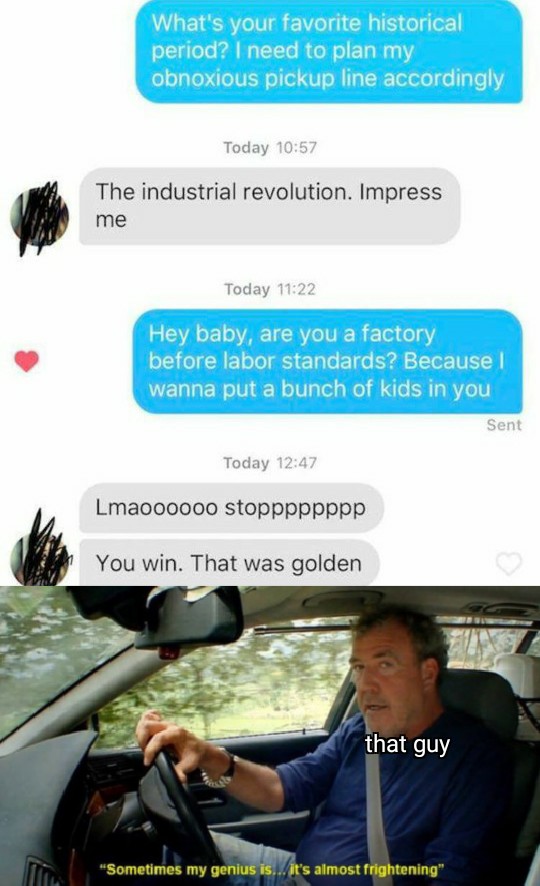 What's your favorite historical
period? I need to plan my
obnoxious pickup line accordingly
Today 10:57
The industrial revolution. Impress
me
Today 11:22
Hey baby, are you a factory
before labor standards? Because I
wanna put a bunch of kids in you
Sent
Today 12:47
Lmaoooooo stopppppppp
You win. That was golden
that guy
"Sometimes my genius is... it's almost frightening"